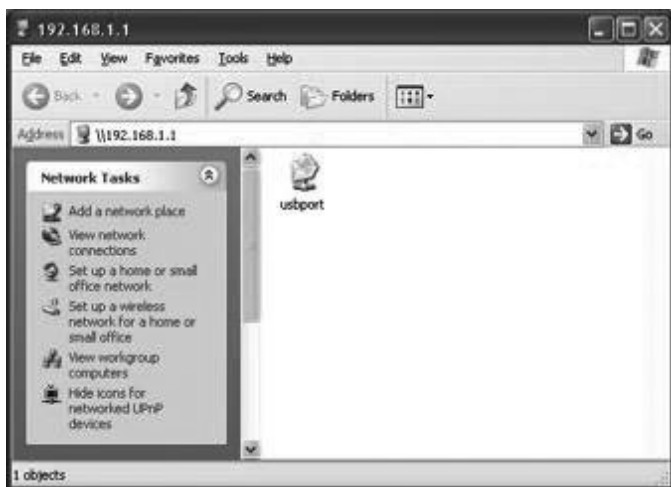 192.168.1.1
File Edit View Favorites Tools Help
Back Search Folders
Address \\192.168.1.1 Go
Network Tasks
Add a network place
View network
connections
Set up a home or small
office network
Set up a wireless
network for a home or
small office
View workgroup
computers
Hide icons for
networked UPnP
devices
usbport
1 objects